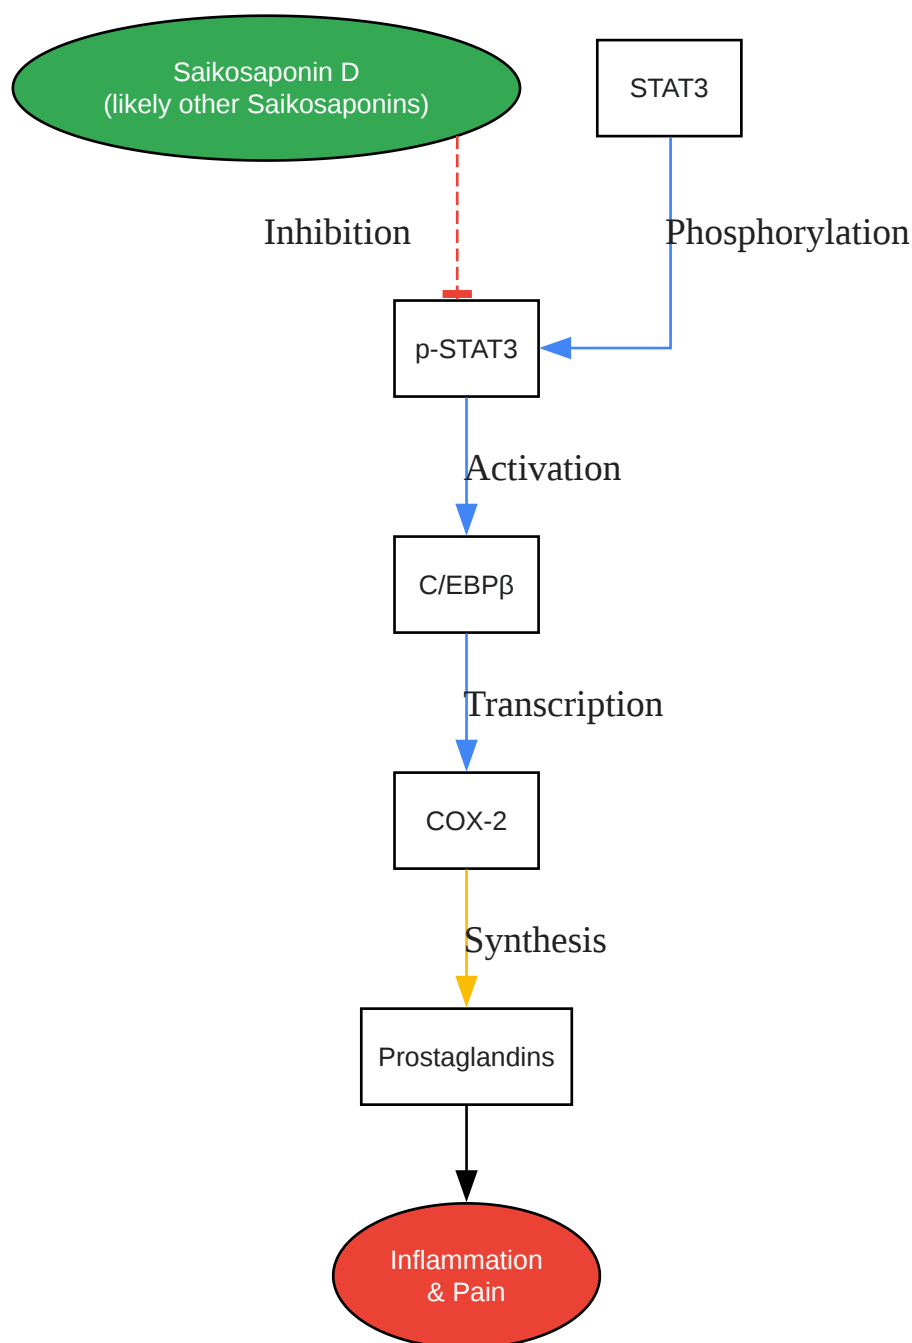 Saikosaponin D
(likely other Saikosaponins)
STAT3
Inhibition
Phosphorylation
p-STAT3
Activation
C/EBPβ
Transcription
COX-2
Synthesis
Prostaglandins
Inflammation
& Pain